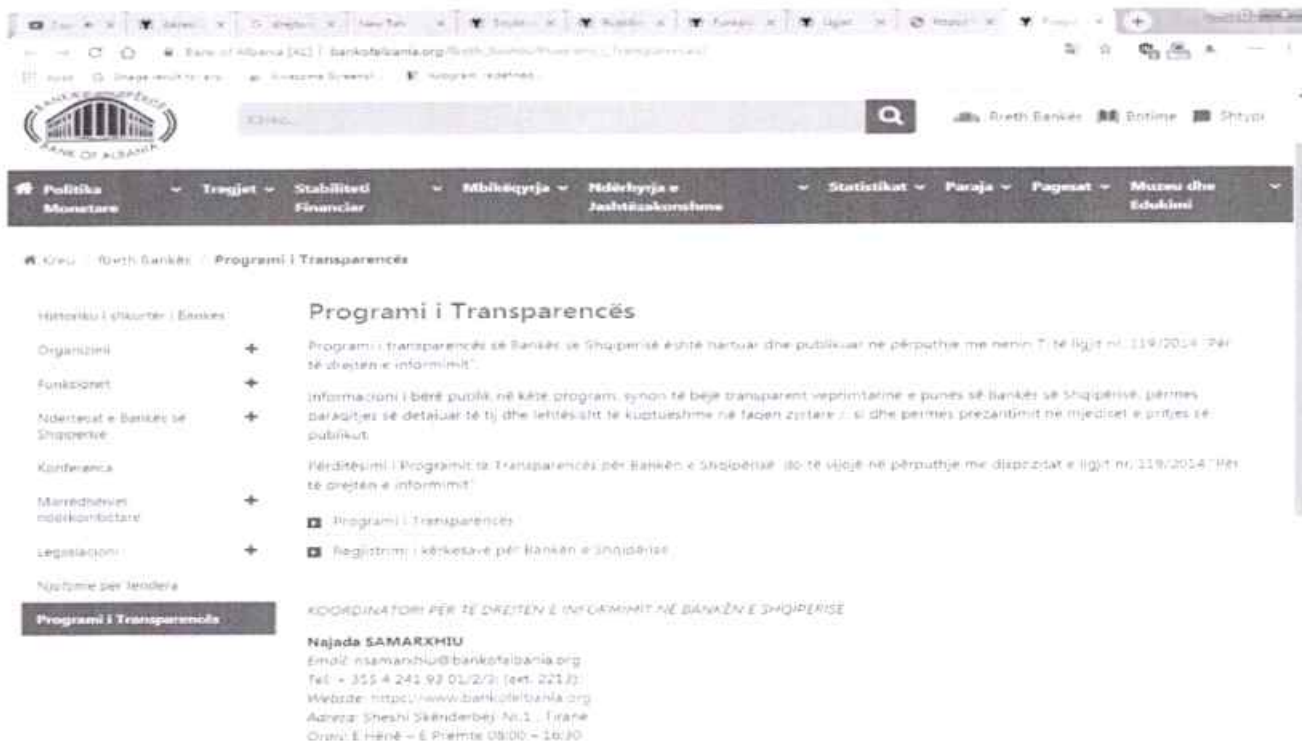 Bank of Albania [AL] | bankofalbania.org/Rreth_Bankes/Programi_i_Transparences/
BANKA E SHQIPËRISË
BANK OF ALBANIA
Kërko...
Rreth Bankës Botime Shtypi
Politika Monetare
Tregjet
Stabiliteti Financiar
Mbikëqyrja
Ndërhyrja e Jashtëzakonshme
Statistikat
Paraja
Pagesat
Muzeu dhe Edukimi
Kreu / Rreth Bankës / Programi i Transparencës
Historiku i shkurtër i Bankës
Organizimi
Funksionet
Ndërtesat e Bankës së
Shqipërisë
Konferenca
Marrëdhëniet
ndërkombëtare
Legjislacioni
Njoftime për tendera
Programi i Transparencës
Programi i Transparencës
Programi i transparencës së Bankës së Shqipërisë është hartuar dhe publikuar në përputhje me nenin 7 të ligjit nr. 119/2014 "Për
të drejtën e informimit".
Informacioni i bërë publik në këtë program, synon të bëjë transparent veprimtarinë e punës së Bankës së Shqipërisë, përmes
paraqitjes së detajuar të tij dhe lehtësisht të kuptueshme në faqen zyrtare si dhe përmes prezantimit në mjediset e pritjes së
publikut.
Përditësimi i Programit të Transparencës për Bankën e Shqipërisë do të vijojë në përputhje me dispozitat e ligjit nr. 119/2014 "Për
të drejtën e informimit"
Programi i Transparencës
Regjistrimi i kërkesave për Bankën e Shqipërisë
KOORDINATORI PËR TË DREJTËN E INFORMIMIT NË BANKËN E SHQIPËRISË
Najada SAMARXHIU
Email: nsamarxhiu@bankofalbania.org
Tel: + 355 4 241 93 01/2/3; (ext. 2213);
Website: https://www.bankofalbania.org
Adresa: Sheshi Skënderbej Nr.1 , Tiranë
Orari: E Hënë – E Premte 08:00 – 16:30